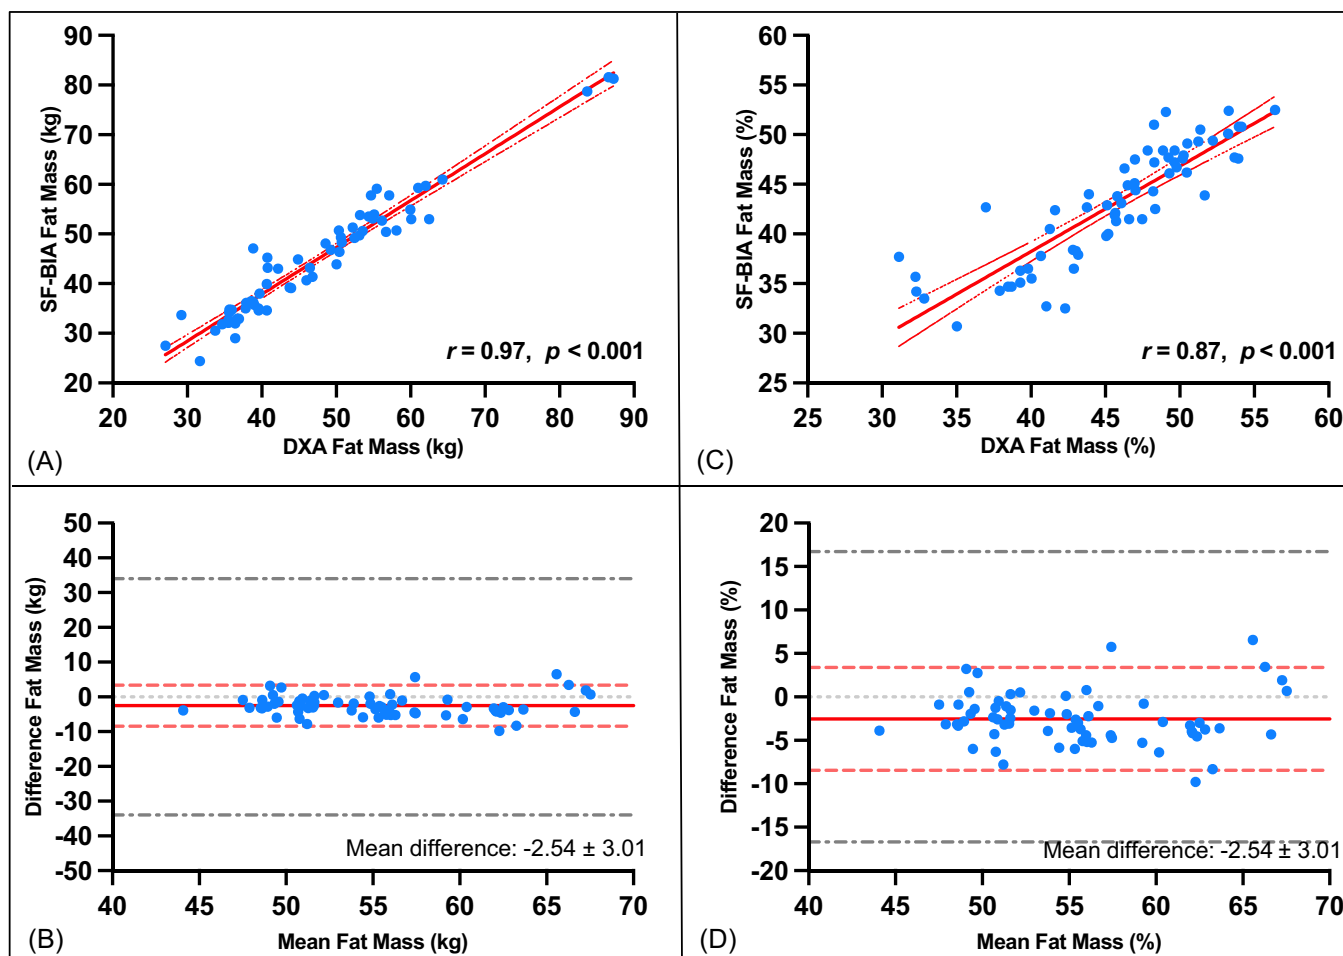 90
80
70
60
50
40
30
20
SF-BIA Fat Mass (kg)
r = 0.97, p < 0.001
20 30 40 50 60 70 80 90
DXA Fat Mass (kg)
(A)
60
55
50
45
40
35
30
25
SF-BIA Fat Mass (%)
r = 0.87, p < 0.001
25 30 35 40 45 50 55 60
DXA Fat Mass (%)
(C)
50
40
30
20
10
0
-10
-20
-30
-40
-50
Difference Fat Mass (kg)
Mean difference: -2.54 ± 3.01
40 45 50 55 60 65 70
Mean Fat Mass (kg)
(B)
20
15
10
5
0
-5
-10
-15
-20
Difference Fat Mass (%)
Mean difference: -2.54 ± 3.01
40 45 50 55 60 65 70
Mean Fat Mass (%)
(D)